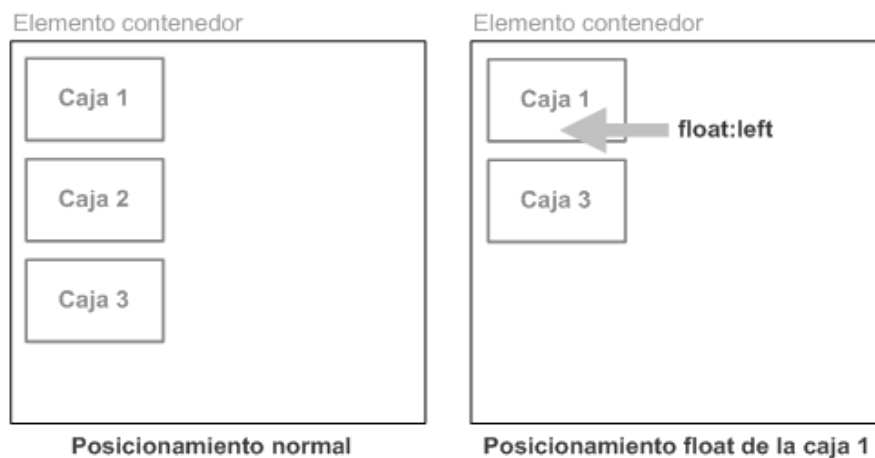 Elemento contenedor
Caja 1
Caja 2
Caja 3
Posicionamiento normal
Elemento contenedor
Caja 1
float:left
Caja 3
Posicionamiento float de la caja 1